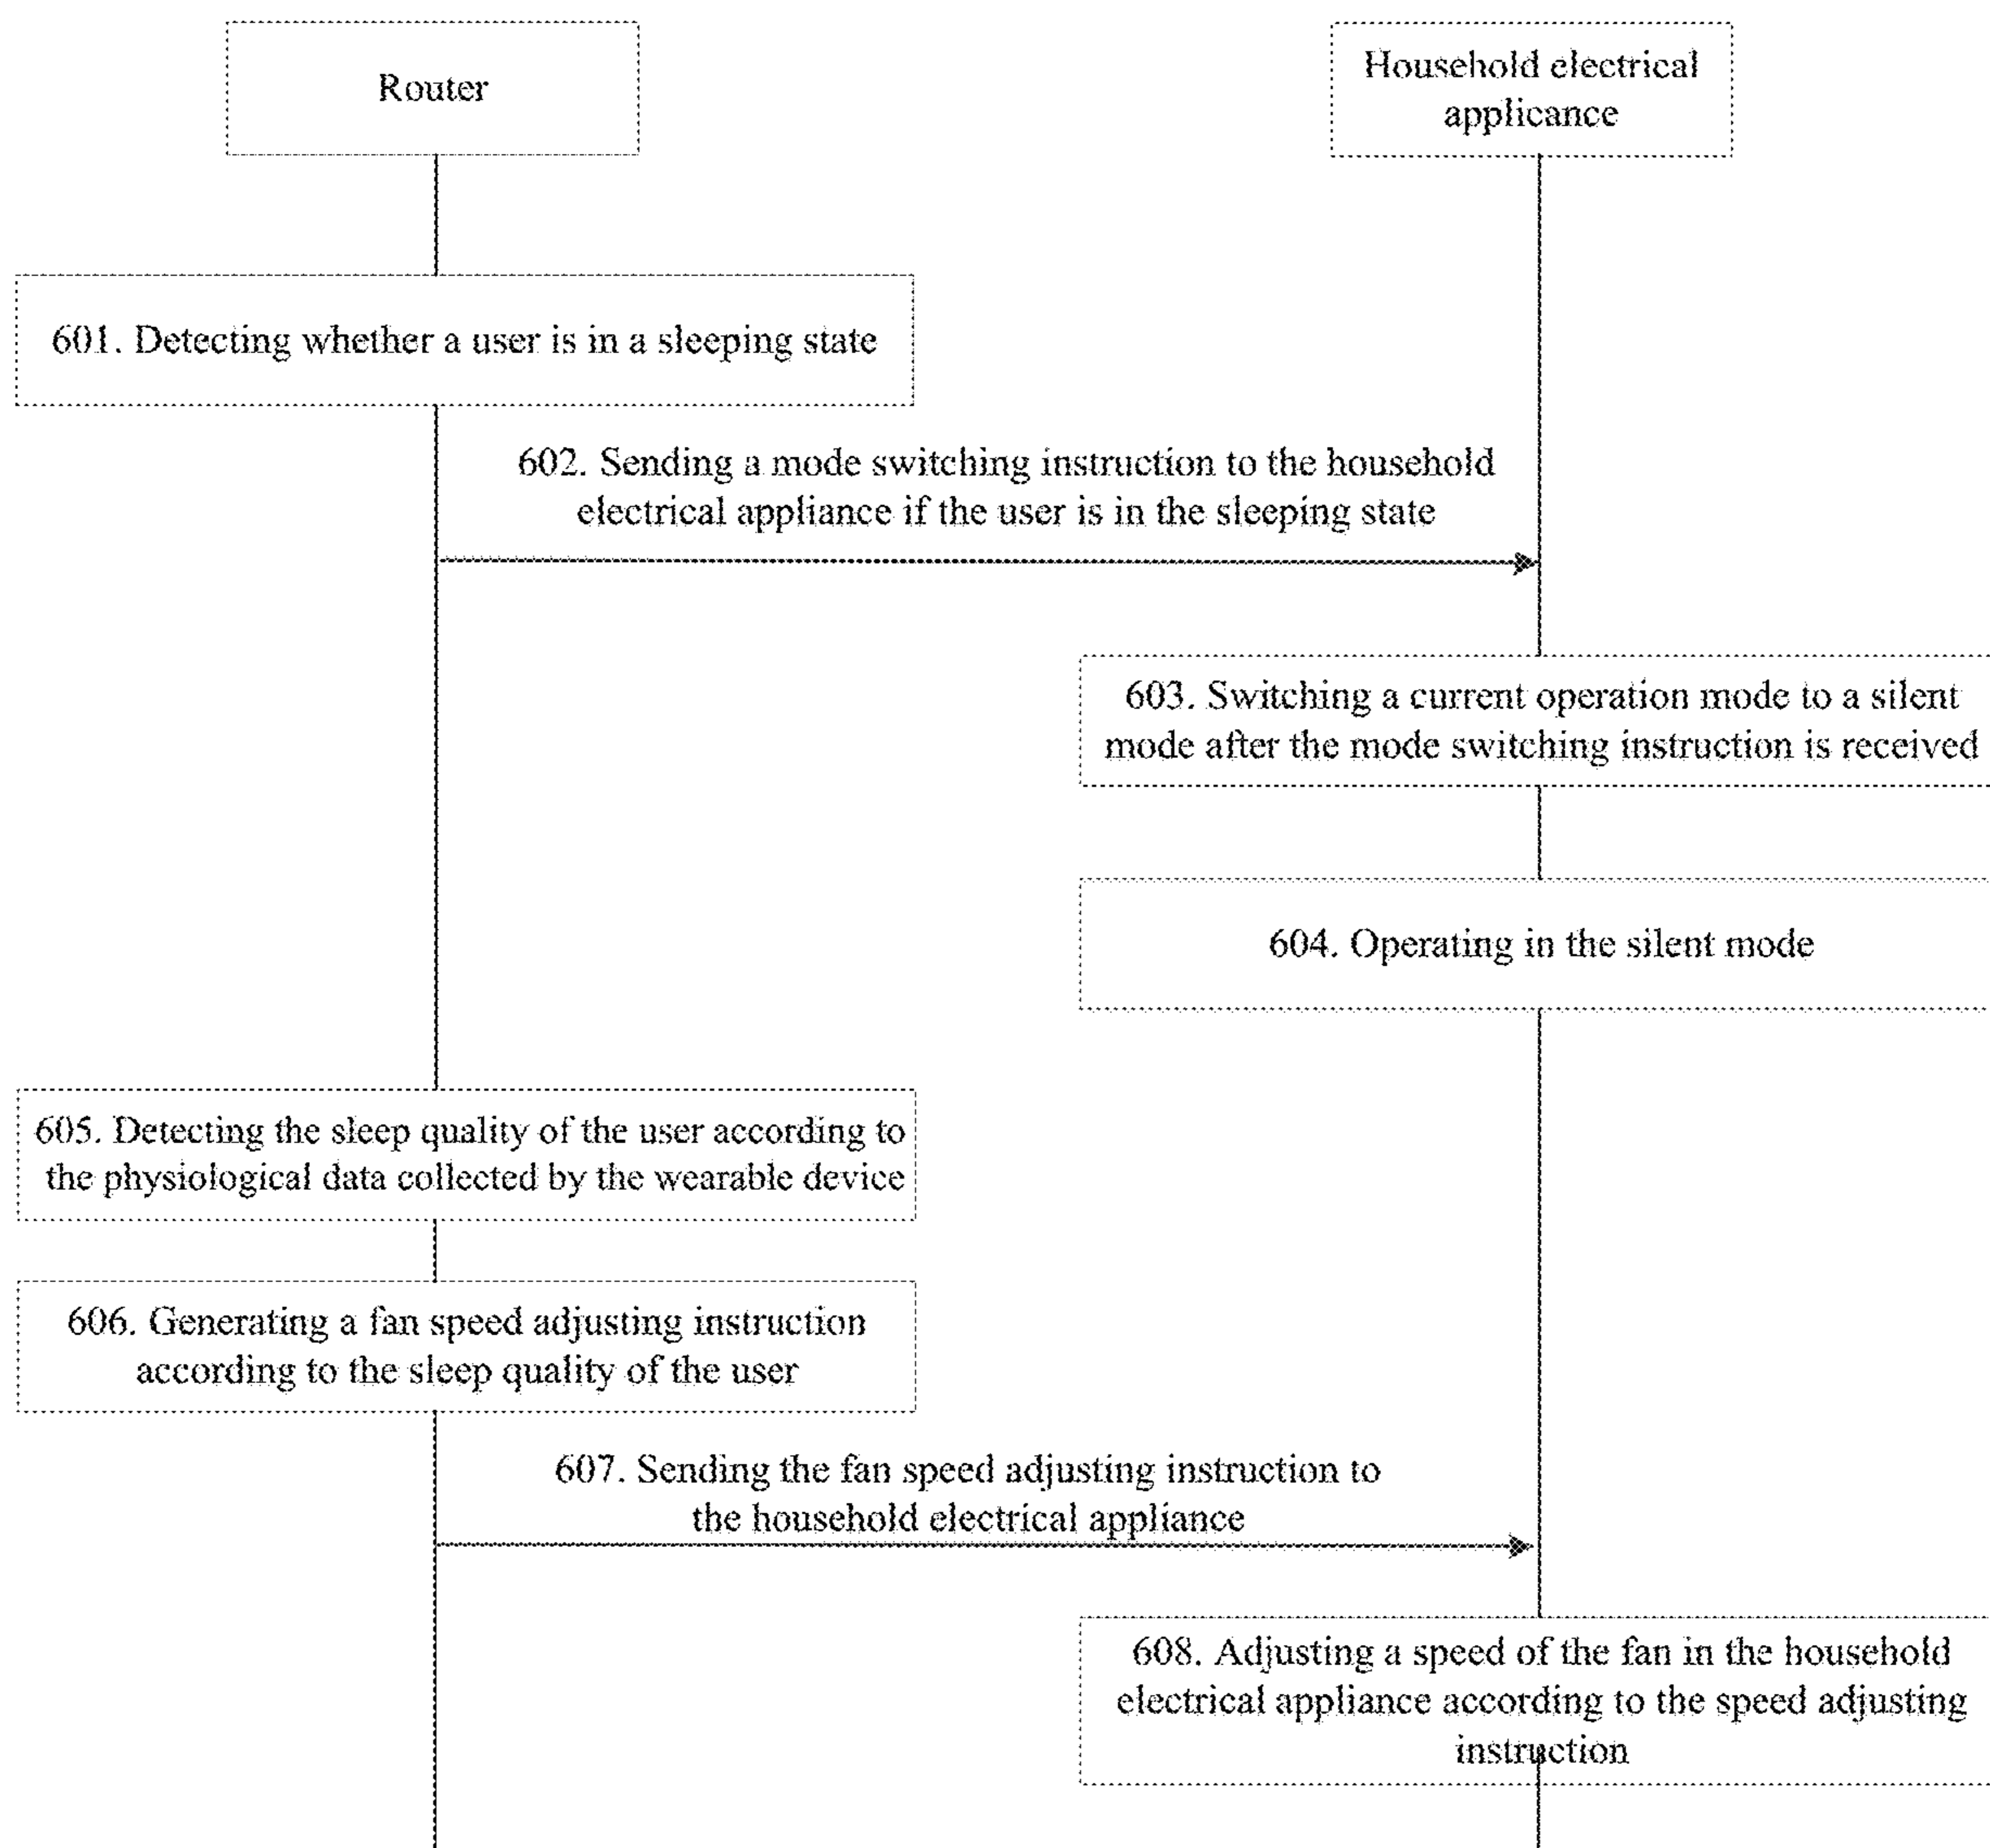 Router
Household electrical
applicance
601. Detecting whether a user is in a sleeping state
602. Sending a mode switching instruction to the household
electrical appliance if the user is in the sleeping state
603. Switching a current operation mode to a silent
mode after the mode switching instruction is received
604. Operating in the silent mode
605. Detecting the sleep quality of the user according to
the physiological data collected by the wearable device
606. Generating a fan speed adjusting instruction
according to the sleep quality of the user
607. Sending the fan speed adjusting instruction to
the household electrical appliance
608. Adjusting a speed of the fan in the household
electrical appliance according to the speed adjusting
instruction